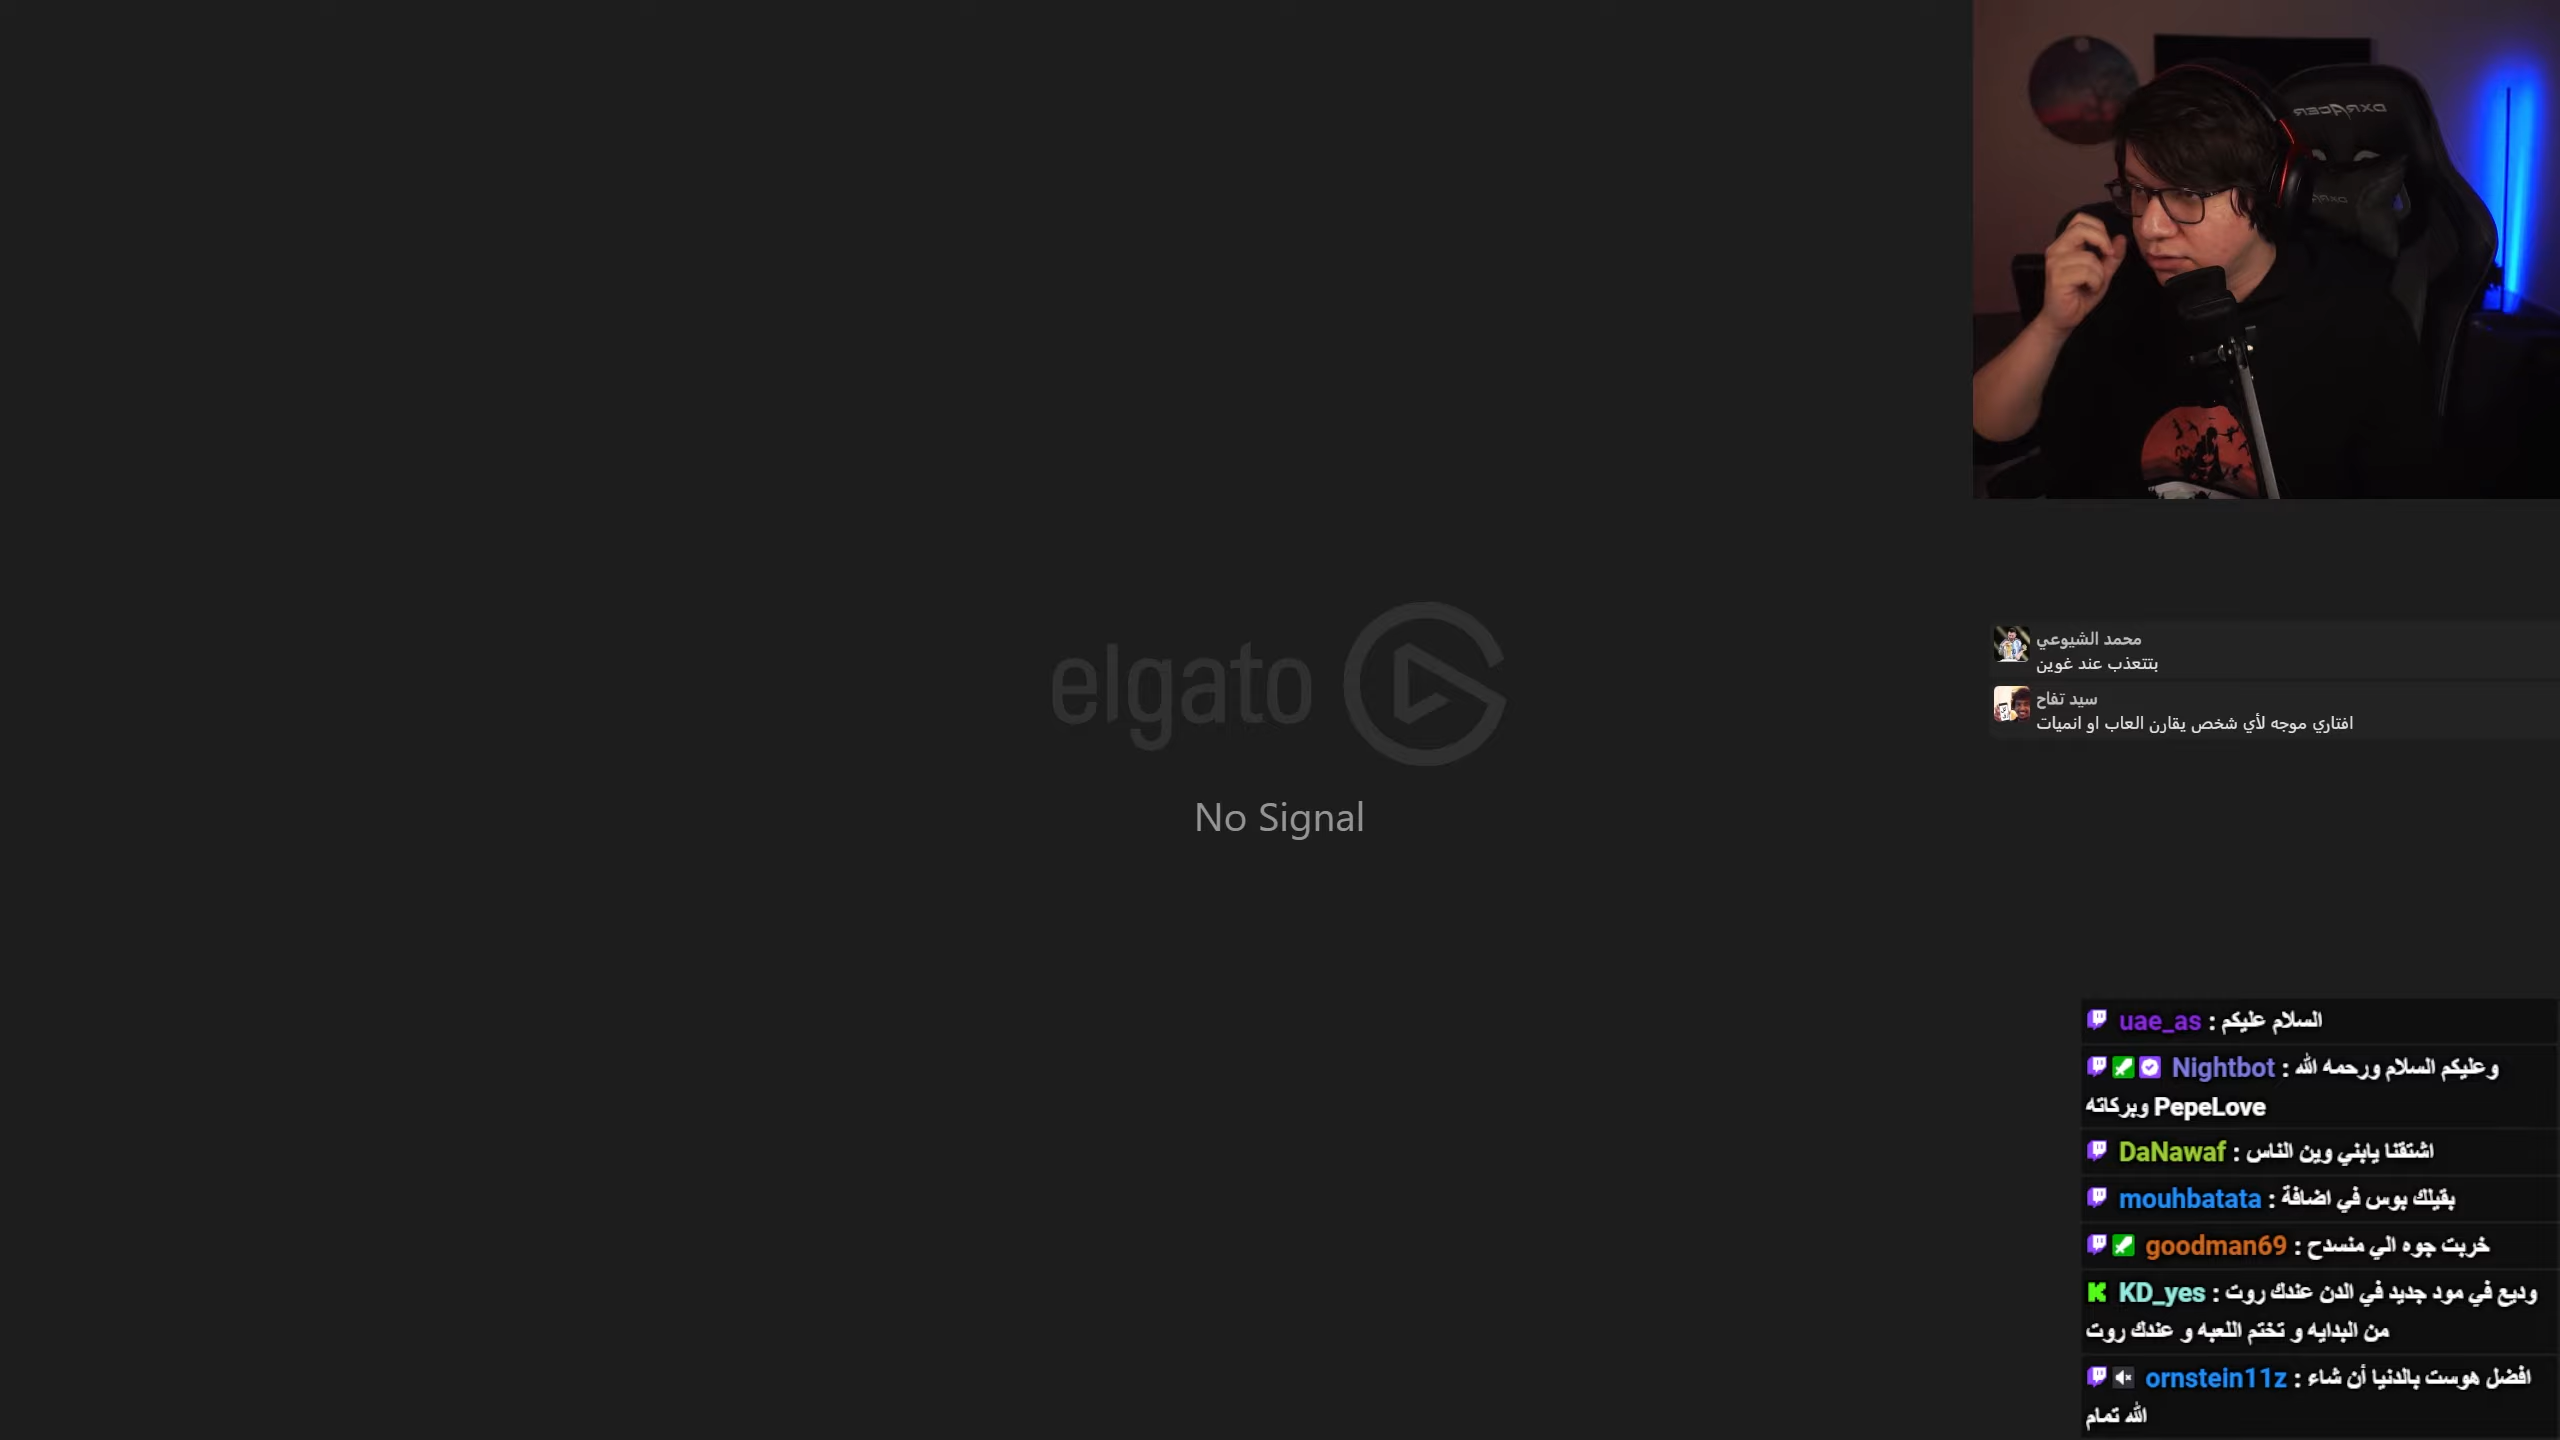 DXRACER
elgato
No Signal
محمد الشيوعي
بتتعذب عند غوين
سيد تفاح
افتاري موجه لأي شخص يقارن العاب او انميات
uae_as : السلام عليكم
Nightbot : وعليكم السلام ورحمه الله
وبركاته PepeLove
DaNawaf : اشتقنا يابني وين الناس
mouhbatata : بقيلك بوس في اضافة
goodman69 : خربت جوه الي منسدح
KD_yes : وديع في مود جديد في الدن عندك روت
من البدايه و تختم اللعبه و عندك روت
ornstein11z : افضل هوست بالدنيا أن شاء
الله تمام